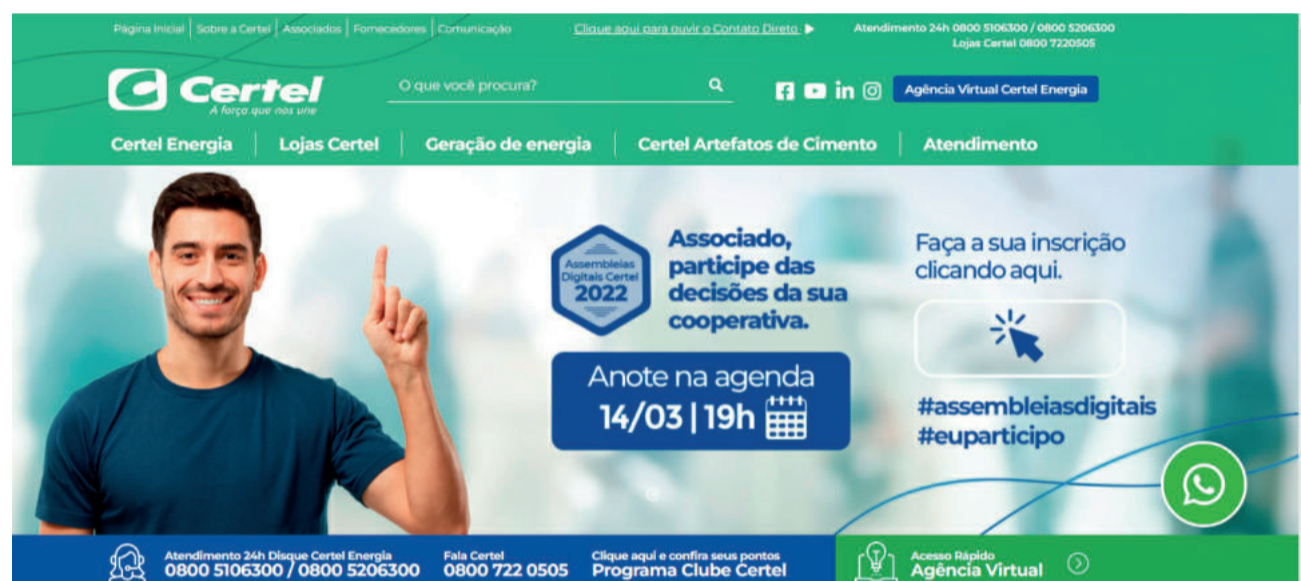 Página Inicial | Sobre a Certel | Associados | Fornecedores | Comunicação
Clique aqui para ouvir o Contato Direto
Atendimento 24h 0800 5106300 / 0800 5206300
Lojas Certel 0800 7220505
Certel
A força que nos une
O que você procura?
Agência Virtual Certel Energia
Certel Energia | Lojas Certel | Geração de energia | Certel Artefatos de Cimento | Atendimento
Assembleias
Digitais Certel
2022
Associado,
participe das
decisões da sua
cooperativa.
Anote na agenda
14/03 | 19h
Faça a sua inscrição
clicando aqui.
#assembleiasdigitais
#euparticipo
Atendimento 24h Disque Certel Energia
0800 5106300 / 0800 5206300
Fala Certel
0800 722 0505
Clique aqui e confira seus pontos
Programa Clube Certel
Acesso Rápido
Agência Virtual